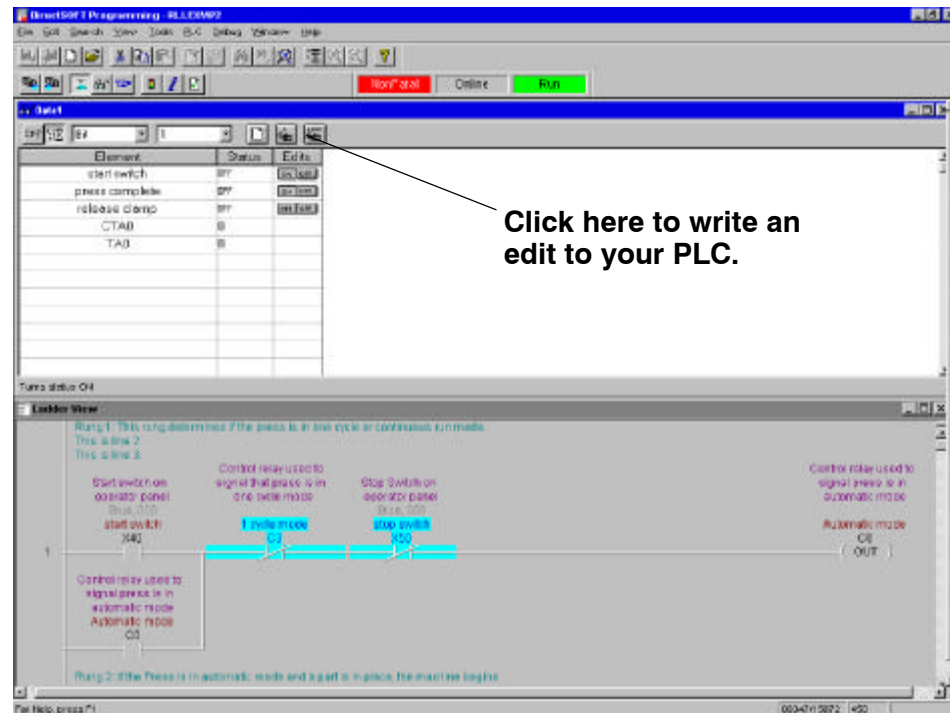 DirectSOFT Programming - RLLEXMP2
File Edit Search View Tools PLC Debug Window Help
NonFatal Online Run
Data1
1
Element Status Edits
start switch OFF
press complete OFF
release clamp OFF
CTA0 0
TA0 0
Click here to write an
edit to your PLC.
Turns status ON
Ladder View
Rung 1: This rung determines if the press is in one cycle or continuous run mode.
This is line 2
This is line 3
Control relay used to
signal that press is in
one cycle mode
Start switch on
operator panel
Stop Switch on
operator panel
Control relay used to
signal press is in
automatic mode
start switch
X40
1 cycle mode
C3
stop switch
X50
Automatic mode
C0
OUT
1
Control relay used to
signal press is in
automatic mode
Automatic mode
C0
Rung 2: If the Press is in automatic mode and a part is in place, the machine begins
For Help, press F1